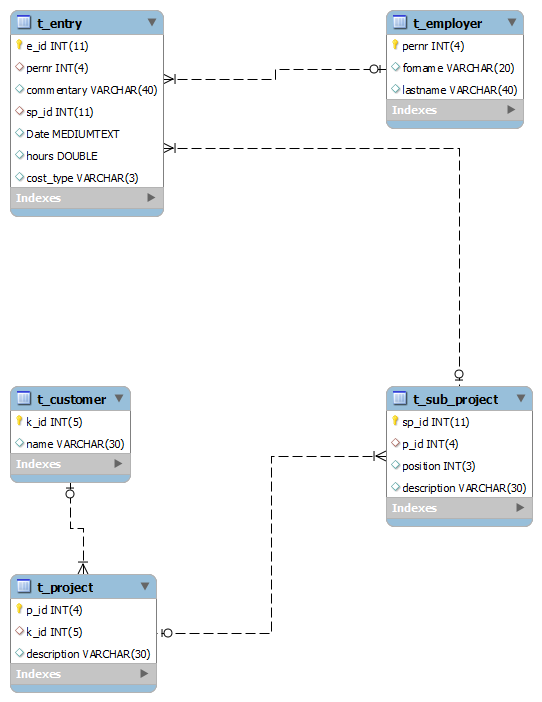 t_entry
e_id INT(11)
pernr INT(4)
commentary VARCHAR(40)
sp_id INT(11)
Date MEDIUMTEXT
hours DOUBLE
cost_type VARCHAR(3)
Indexes
t_employer
pernr INT(4)
forname VARCHAR(20)
lastname VARCHAR(40)
Indexes
t_customer
k_id INT(5)
name VARCHAR(30)
Indexes
t_sub_project
sp_id INT(11)
p_id INT(4)
position INT(3)
description VARCHAR(30)
Indexes
t_project
p_id INT(4)
k_id INT(5)
description VARCHAR(30)
Indexes